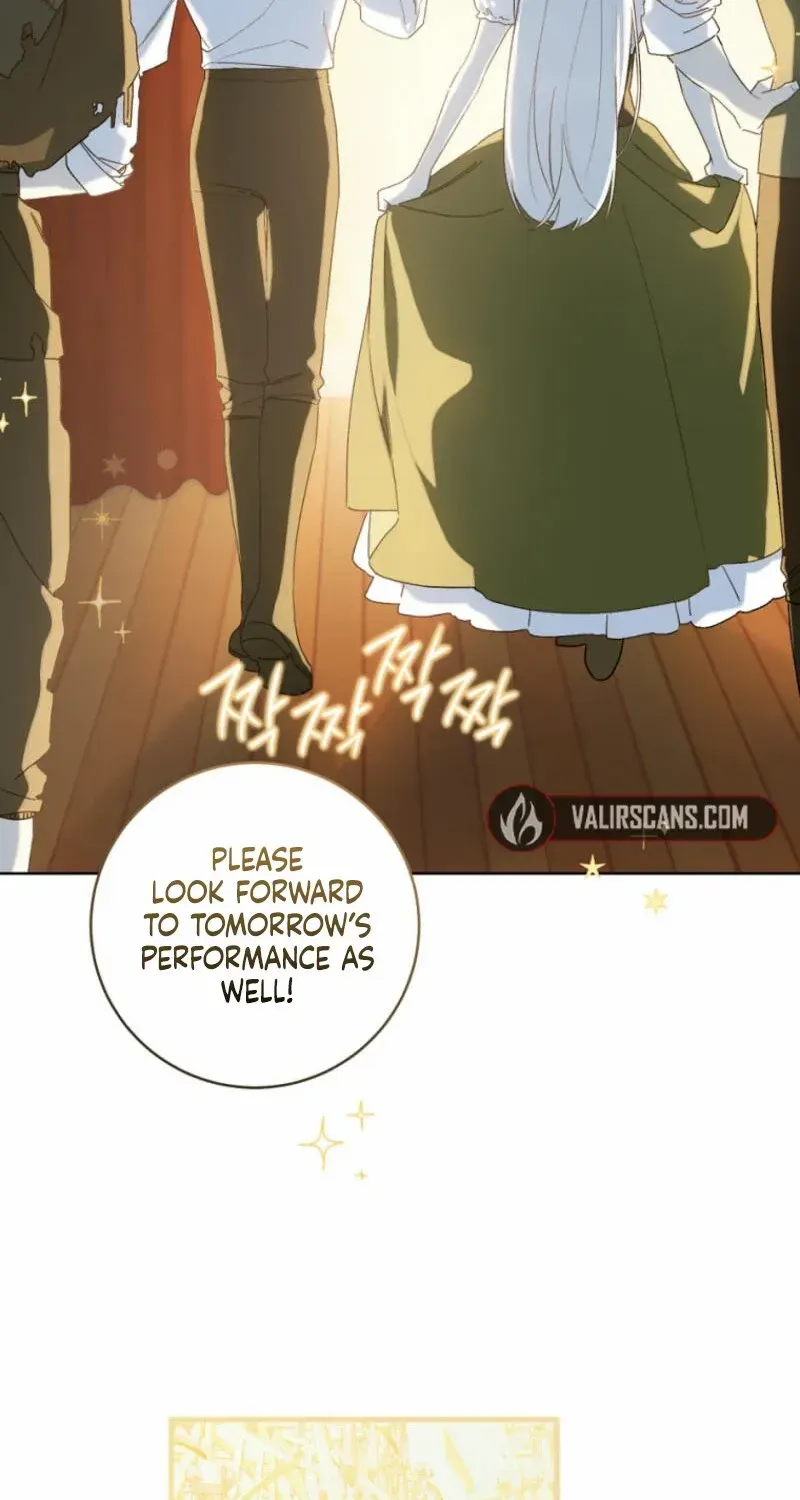 짝짝짝짝
VALIRSCANS.COM
PLEASE
LOOK FORWARD
TO TOMORROW'S
PERFORMANCE AS
WELL!